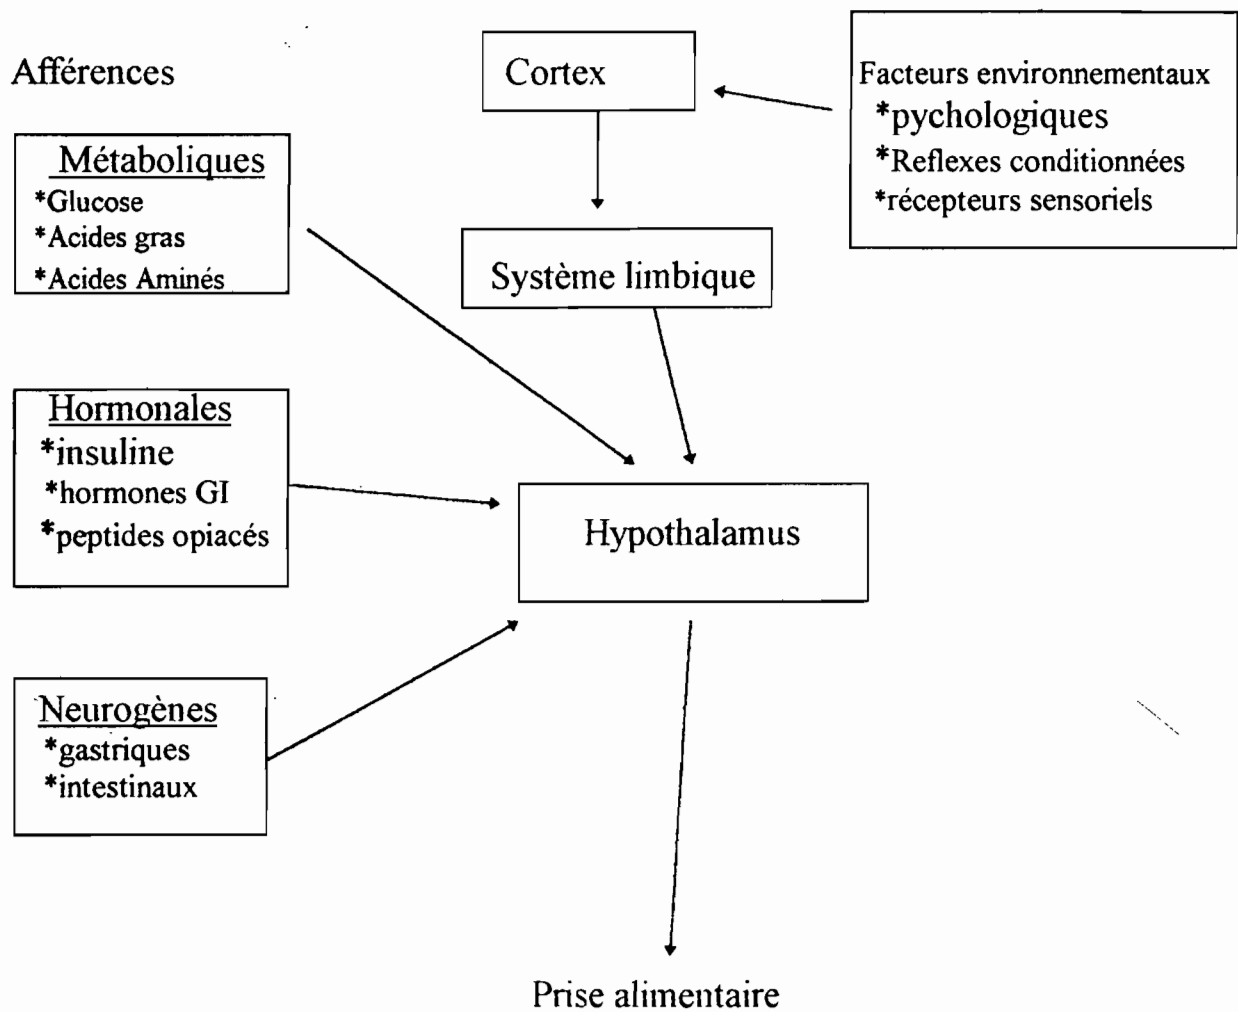 Afférences
Cortex
Facteurs environnementaux
*pychologiques
*Reflexes conditionnées
*récepteurs sensoriels
Métaboliques
*Glucose
*Acides gras
*Acides Aminés
Système limbique
Hormonales
*insuline
*hormones GI
*peptides opiacés
Hypothalamus
Neurogènes
*gastriques
*intestinaux
Prise alimentaire